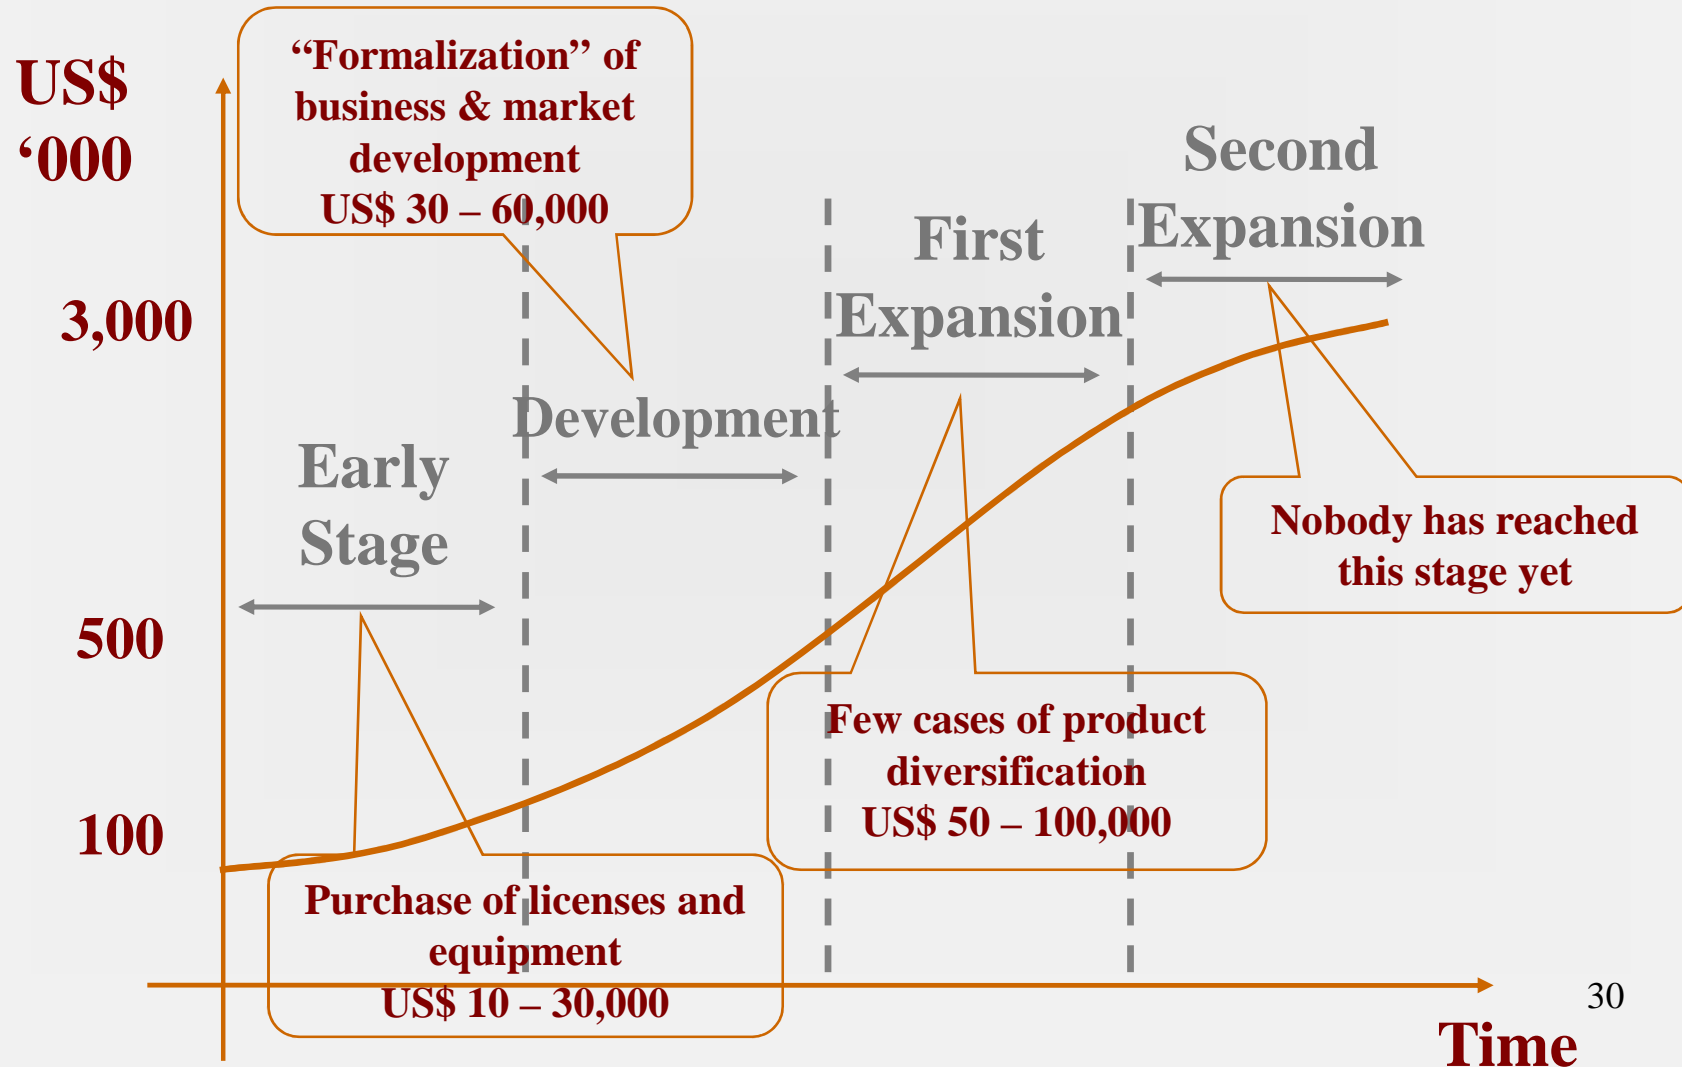 US$
‘000
“Formalization” of
business & market
development
US$ 30 – 60,000
Second
Expansion
First
Expansion
3,000
Development
Early
Stage
Nobody has reached
this stage yet
500
Few cases of product
diversification
US$ 50 – 100,000
100
Purchase of licenses and
equipment
US$ 10 – 30,000
30
Time